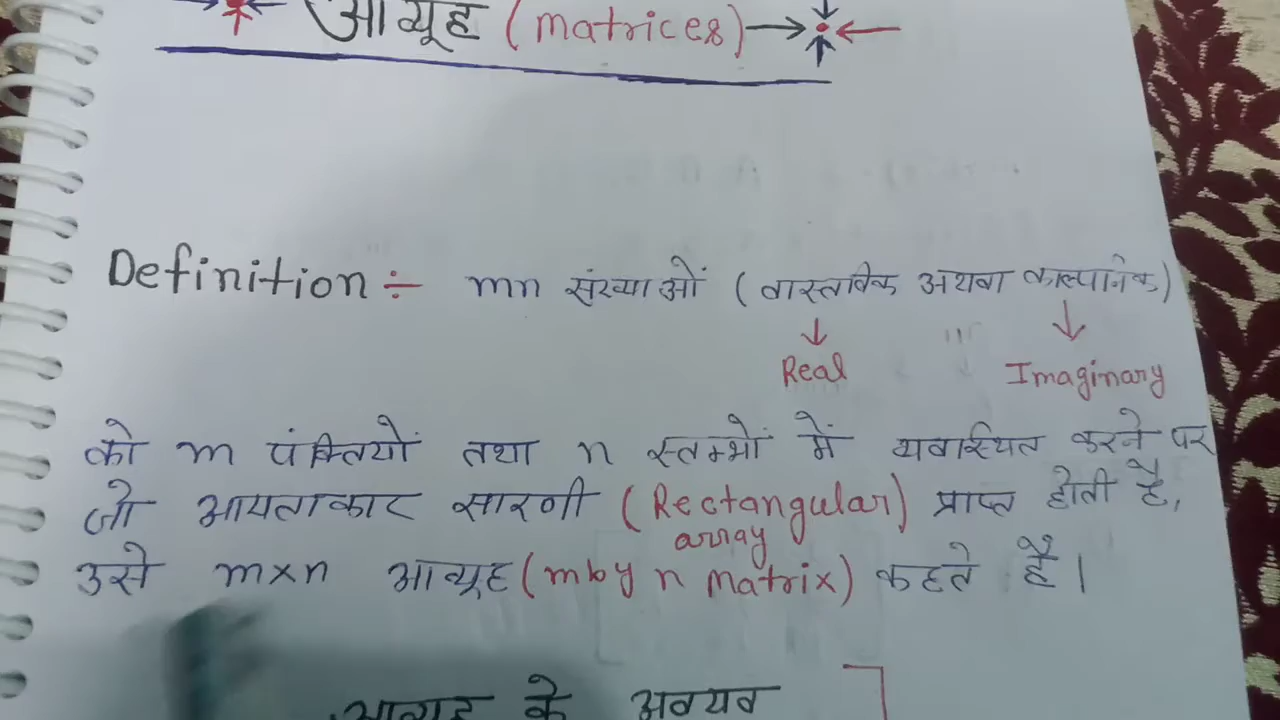 आव्यूह (matrices)
Definition ÷ mn संख्याओं (वास्तविक अथवा काल्पनिक)
Real Imaginary
को m पंक्तियों तथा n स्तम्भों में व्यवस्थित करने पर
जो आयताकार सारणी (Rectangular array) प्राप्त होती है,
उसे m×n आव्यूह (m by n matrix) कहते है।
आव्यूह के अवयव